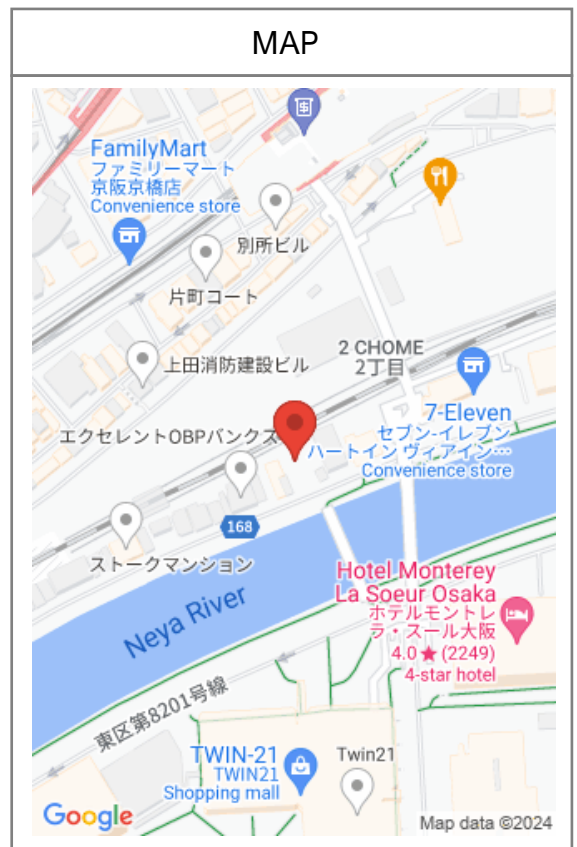 MAP
FamilyMart
ファミリーマート
京阪京橋店
Convenience store
別所ビル
片町コート
上田消防建設ビル
2 CHOME
2丁目
7-Eleven
セブン-イレブン
ハートイン ヴィアイン…
Convenience store
エクセレントOBPバンクス
168
ストークマンション
Neya River
Hotel Monterey
La Soeur Osaka
ホテルモントレ
ラ・スール大阪
4.0★(2249)
4-star hotel
東区第8201号線
TWIN-21
TWIN21
Shopping mall
Twin21
Google
Map data ©2024